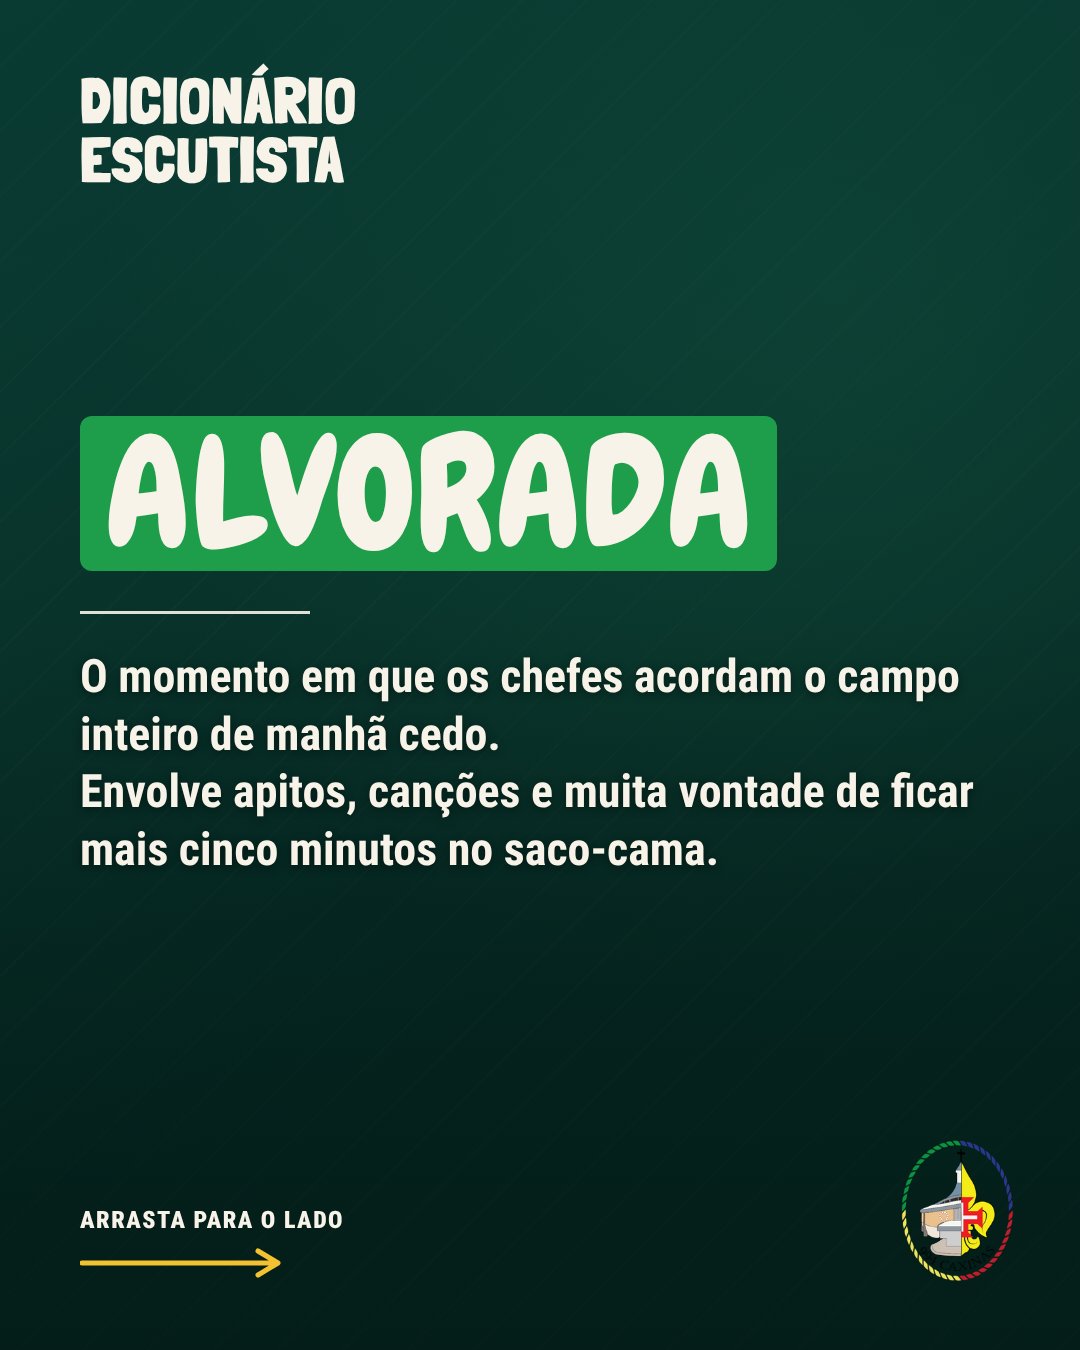 DICIONÁRIO
ESCUTISTA
ALVORADA
O momento em que os chefes acordam o campo
inteiro de manhã cedo.
Envolve apitos, canções e muita vontade de ficar
mais cinco minutos no saco-cama.
ARRASTA PARA O LADO